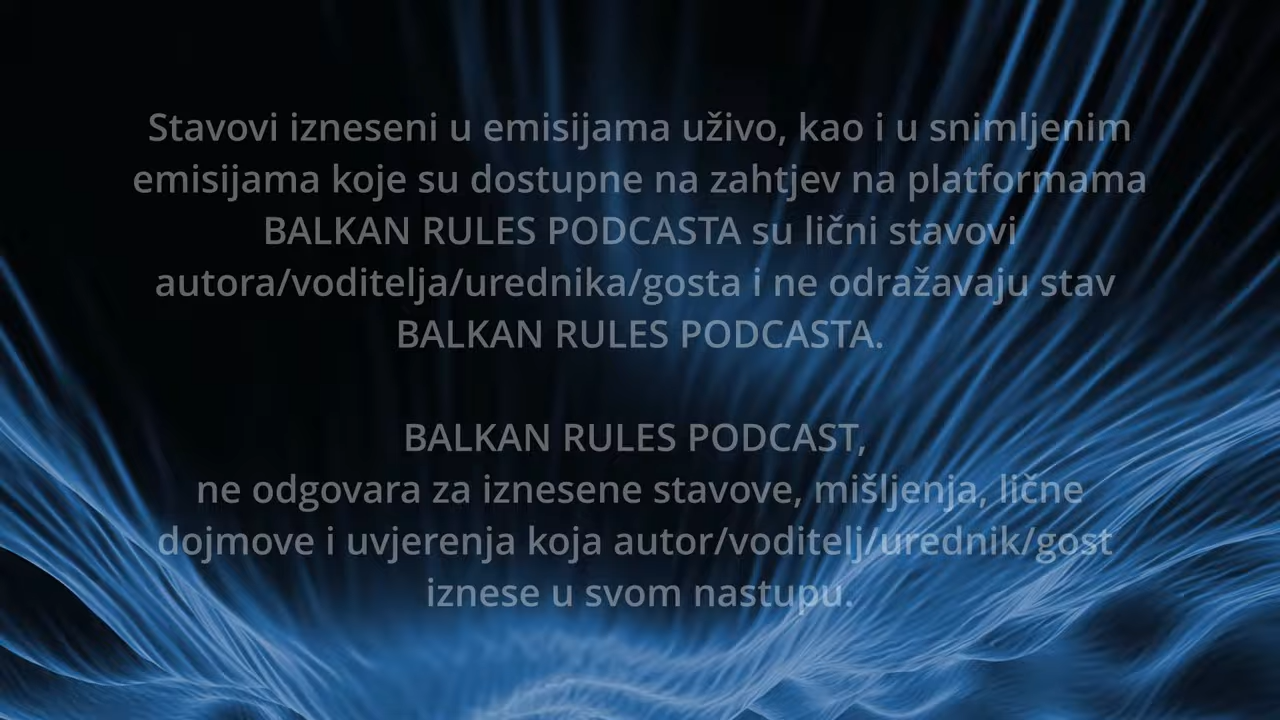 Stavovi izneseni u emisijama uživo, kao i u snimljenim
emisijama koje su dostupne na zahtjev na platformama
BALKAN RULES PODCASTA su lični stavovi
autora/voditelja/urednika/gosta i ne odražavaju stav
BALKAN RULES PODCASTA.
BALKAN RULES PODCAST,
ne odgovara za iznesene stavove, mišljenja, lične
dojmove i uvjerenja koja autor/voditelj/urednik/gost
iznese u svom nastupu.